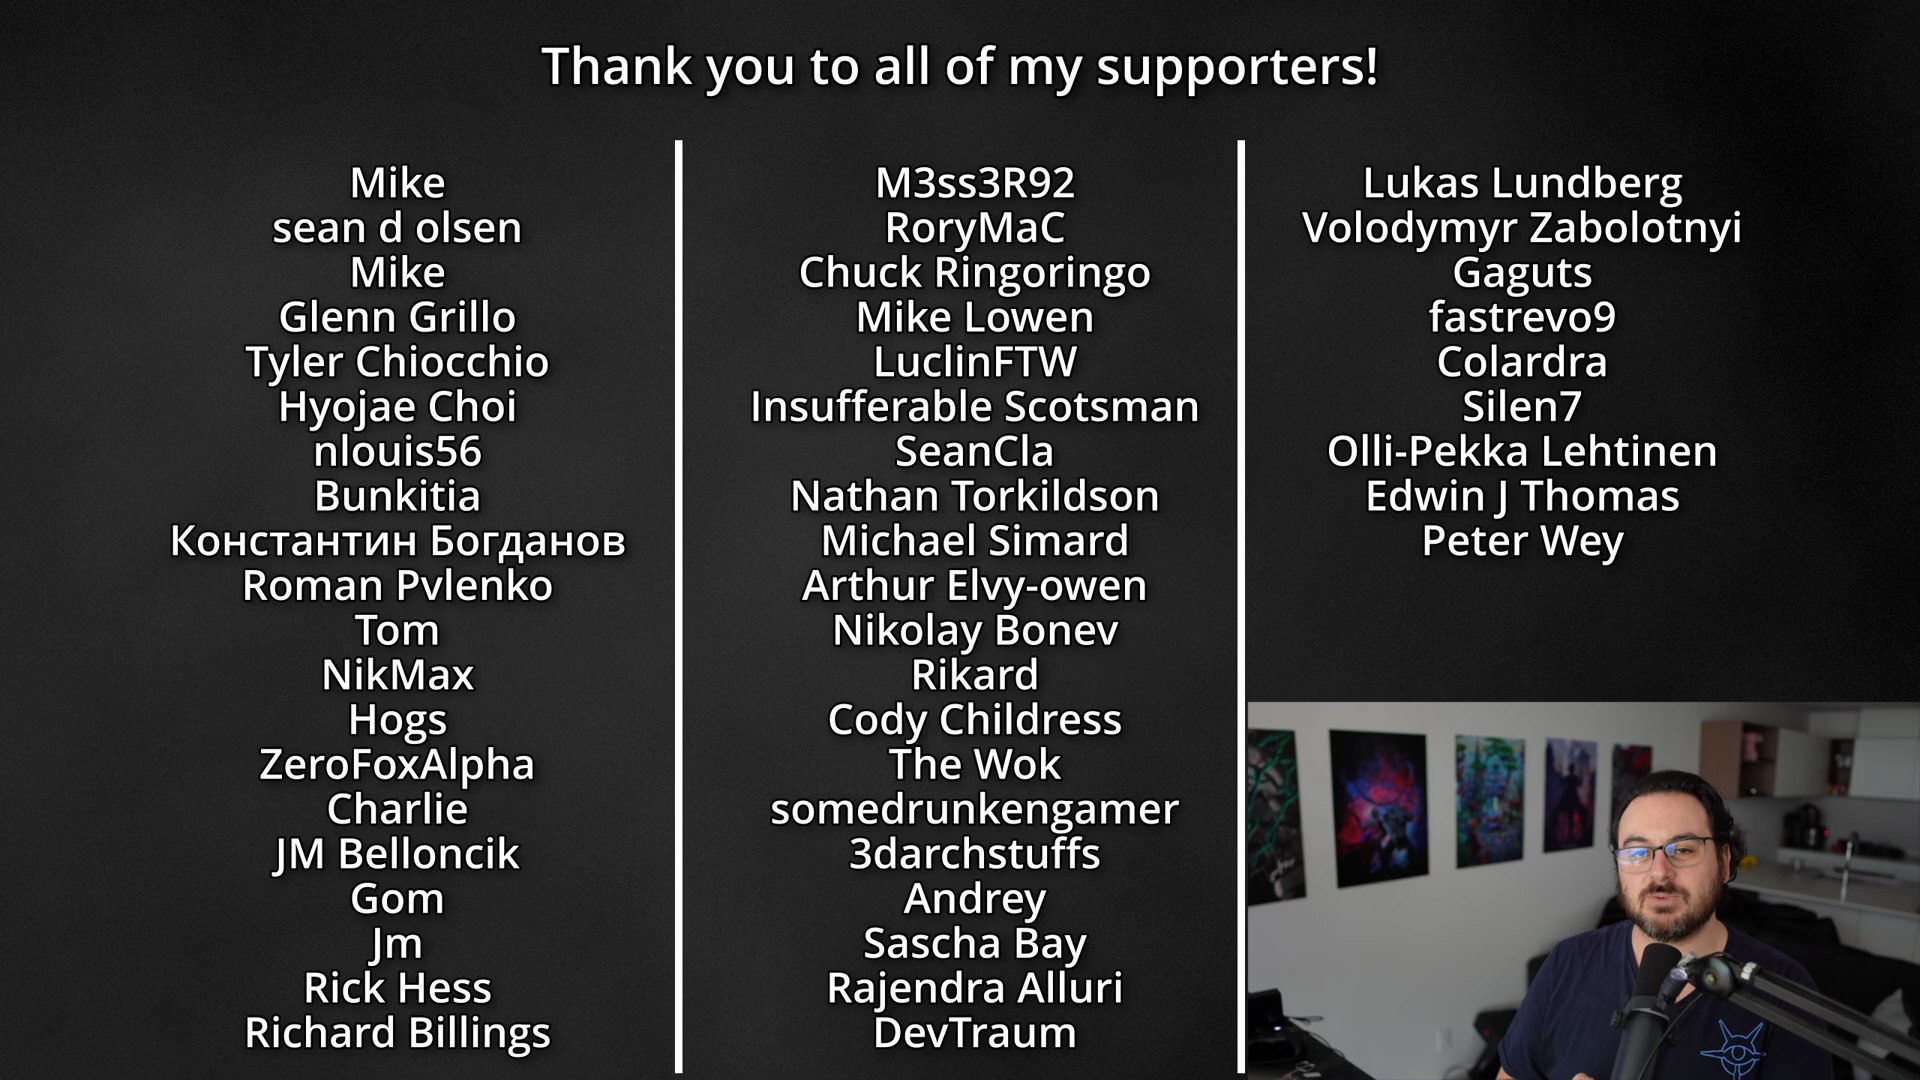 Thank you to all of my supporters!
Mike
sean d olsen
Mike
Glenn Grillo
Tyler Chiocchio
Hyojae Choi
nlouis56
Bunkitia
Константин Богданов
Roman Pvlenko
Tom
NikMax
Hogs
ZeroFoxAlpha
Charlie
JM Belloncik
Gom
Jm
Rick Hess
Richard Billings
M3ss3R92
RoryMaC
Chuck Ringoringo
Mike Lowen
LuclinFTW
Insufferable Scotsman
SeanCla
Nathan Torkildson
Michael Simard
Arthur Elvy-owen
Nikolay Bonev
Rikard
Cody Childress
The Wok
somedrunkengamer
3darchstuffs
Andrey
Sascha Bay
Rajendra Alluri
DevTraum
Lukas Lundberg
Volodymyr Zabolotnyi
Gaguts
fastrevo9
Colardra
Silen7
Olli-Pekka Lehtinen
Edwin J Thomas
Peter Wey